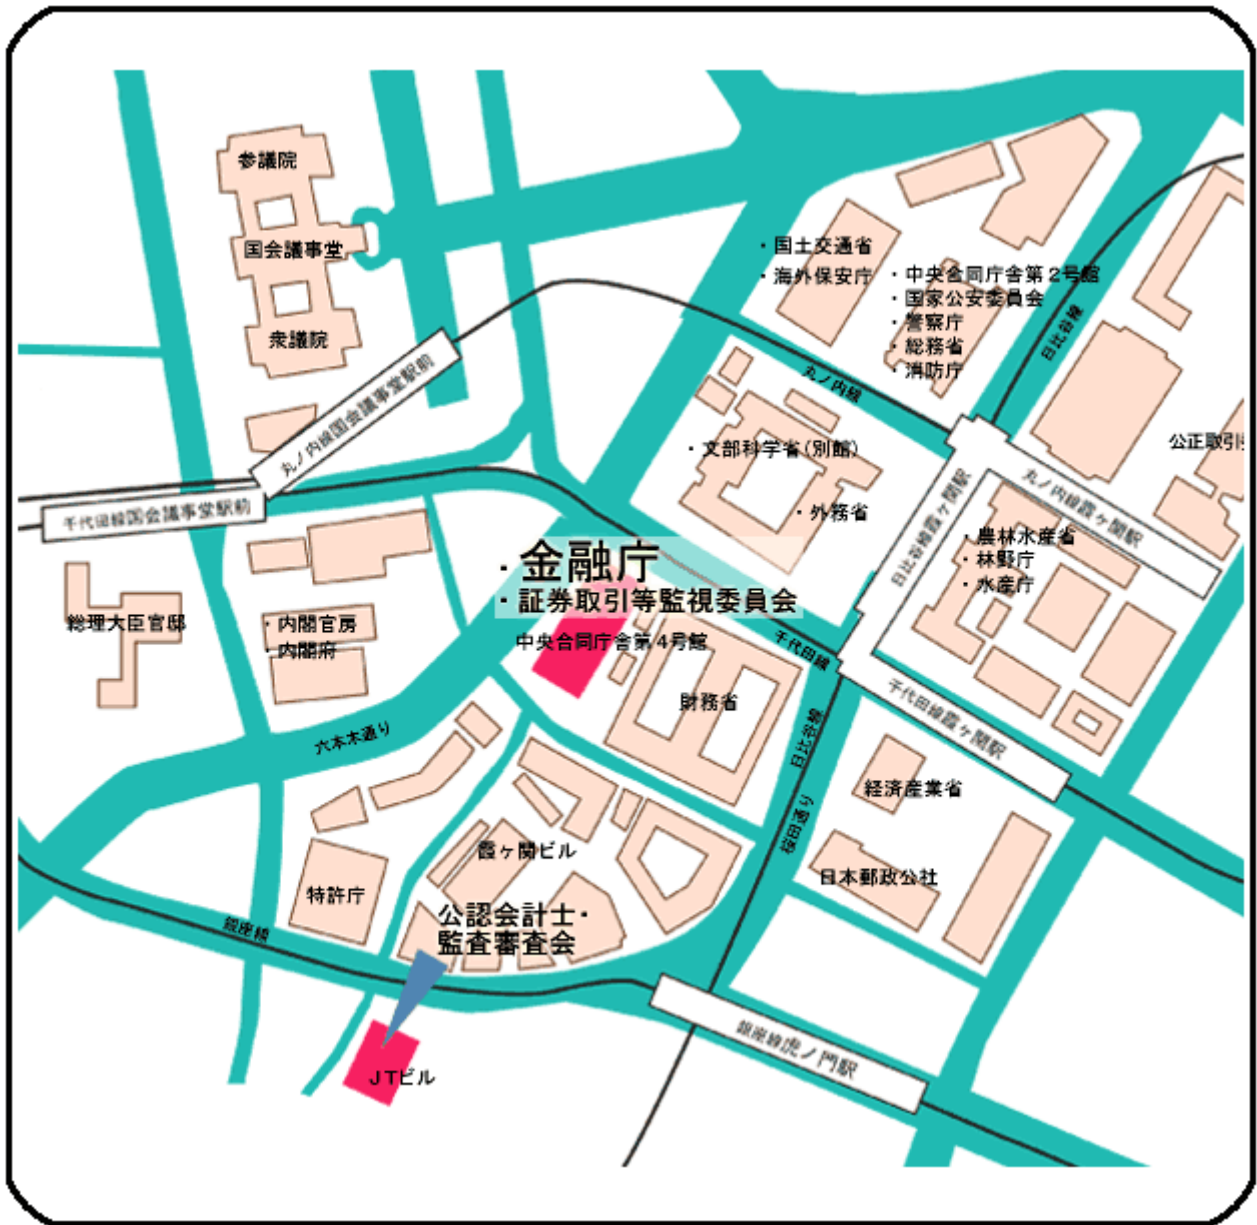 参議院
国会議事堂
衆議院
・国土交通省
・海外保安庁
・中央合同庁舎第2号館
・国家公安委員会
・警察庁
・総務省
・消防庁
日比谷線
丸ノ内線
丸ノ内線国会議事堂駅前
千代田線国会議事堂駅前
・文部科学省(別館)
・外務省
公正取引
丸ノ内線霞ヶ関駅
日比谷線霞ヶ関駅
・農林水産省
・林野庁
・水産庁
・金融庁
・証券取引等監視委員会
中央合同庁舎第4号館
総理大臣官邸
・内閣官房
・内閣府
千代田線
財務省
千代田線霞ヶ関駅
六本木通り
日比谷線
桜田通り
経済産業省
日本郵政公社
霞ヶ関ビル
特許庁
公認会計士・
監査審査会
銀座線
銀座線虎ノ門駅
JTビル